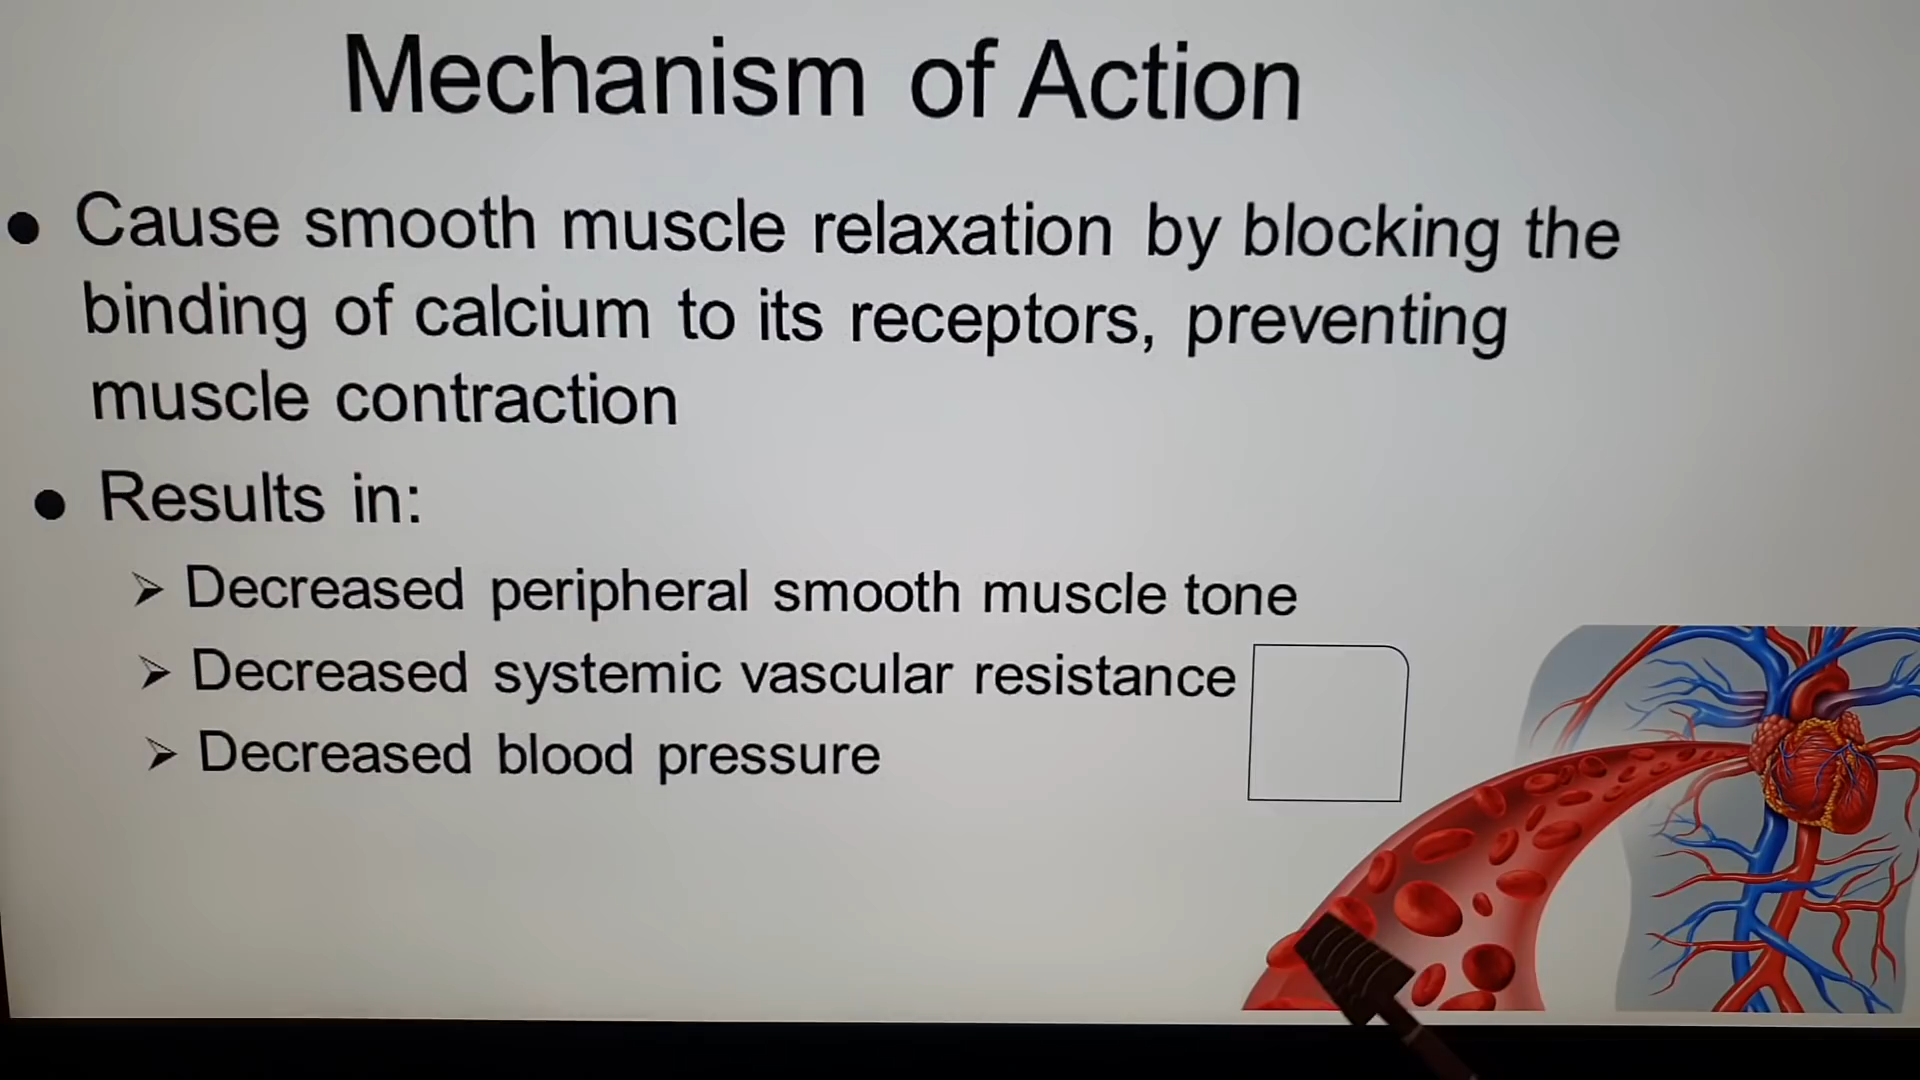 Mechanism of Action
● Cause smooth muscle relaxation by blocking the
binding of calcium to its receptors, preventing
muscle contraction
● Results in:
➢ Decreased peripheral smooth muscle tone
➢ Decreased systemic vascular resistance
➢ Decreased blood pressure